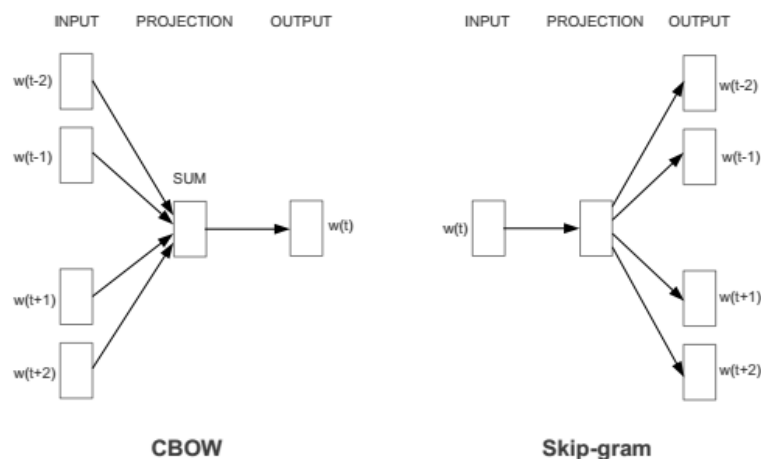 INPUT PROJECTION OUTPUT
w(t-2)
w(t-1)
SUM
w(t)
w(t+1)
w(t+2)
CBOW
INPUT PROJECTION OUTPUT
w(t-2)
w(t-1)
w(t)
w(t+1)
w(t+2)
Skip-gram